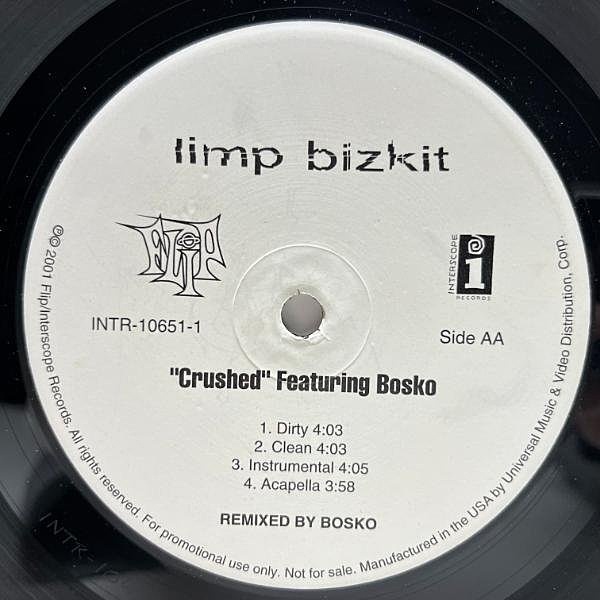 limp bizkit
FLiP
INTERSCOPE
RECORDS
INTR-10651-1
Side AA
"Crushed" Featuring Bosko
1. Dirty 4:03
2. Clean 4:03
3. Instrumental 4:05
4. Acapella 3:58
REMIXED BY BOSKO
℗© 2001 Flip/Interscope Records. All rights reserved. For promotional use only. Not for sale. Manufactured in the USA by Universal Music & Video Distribution, Corp.